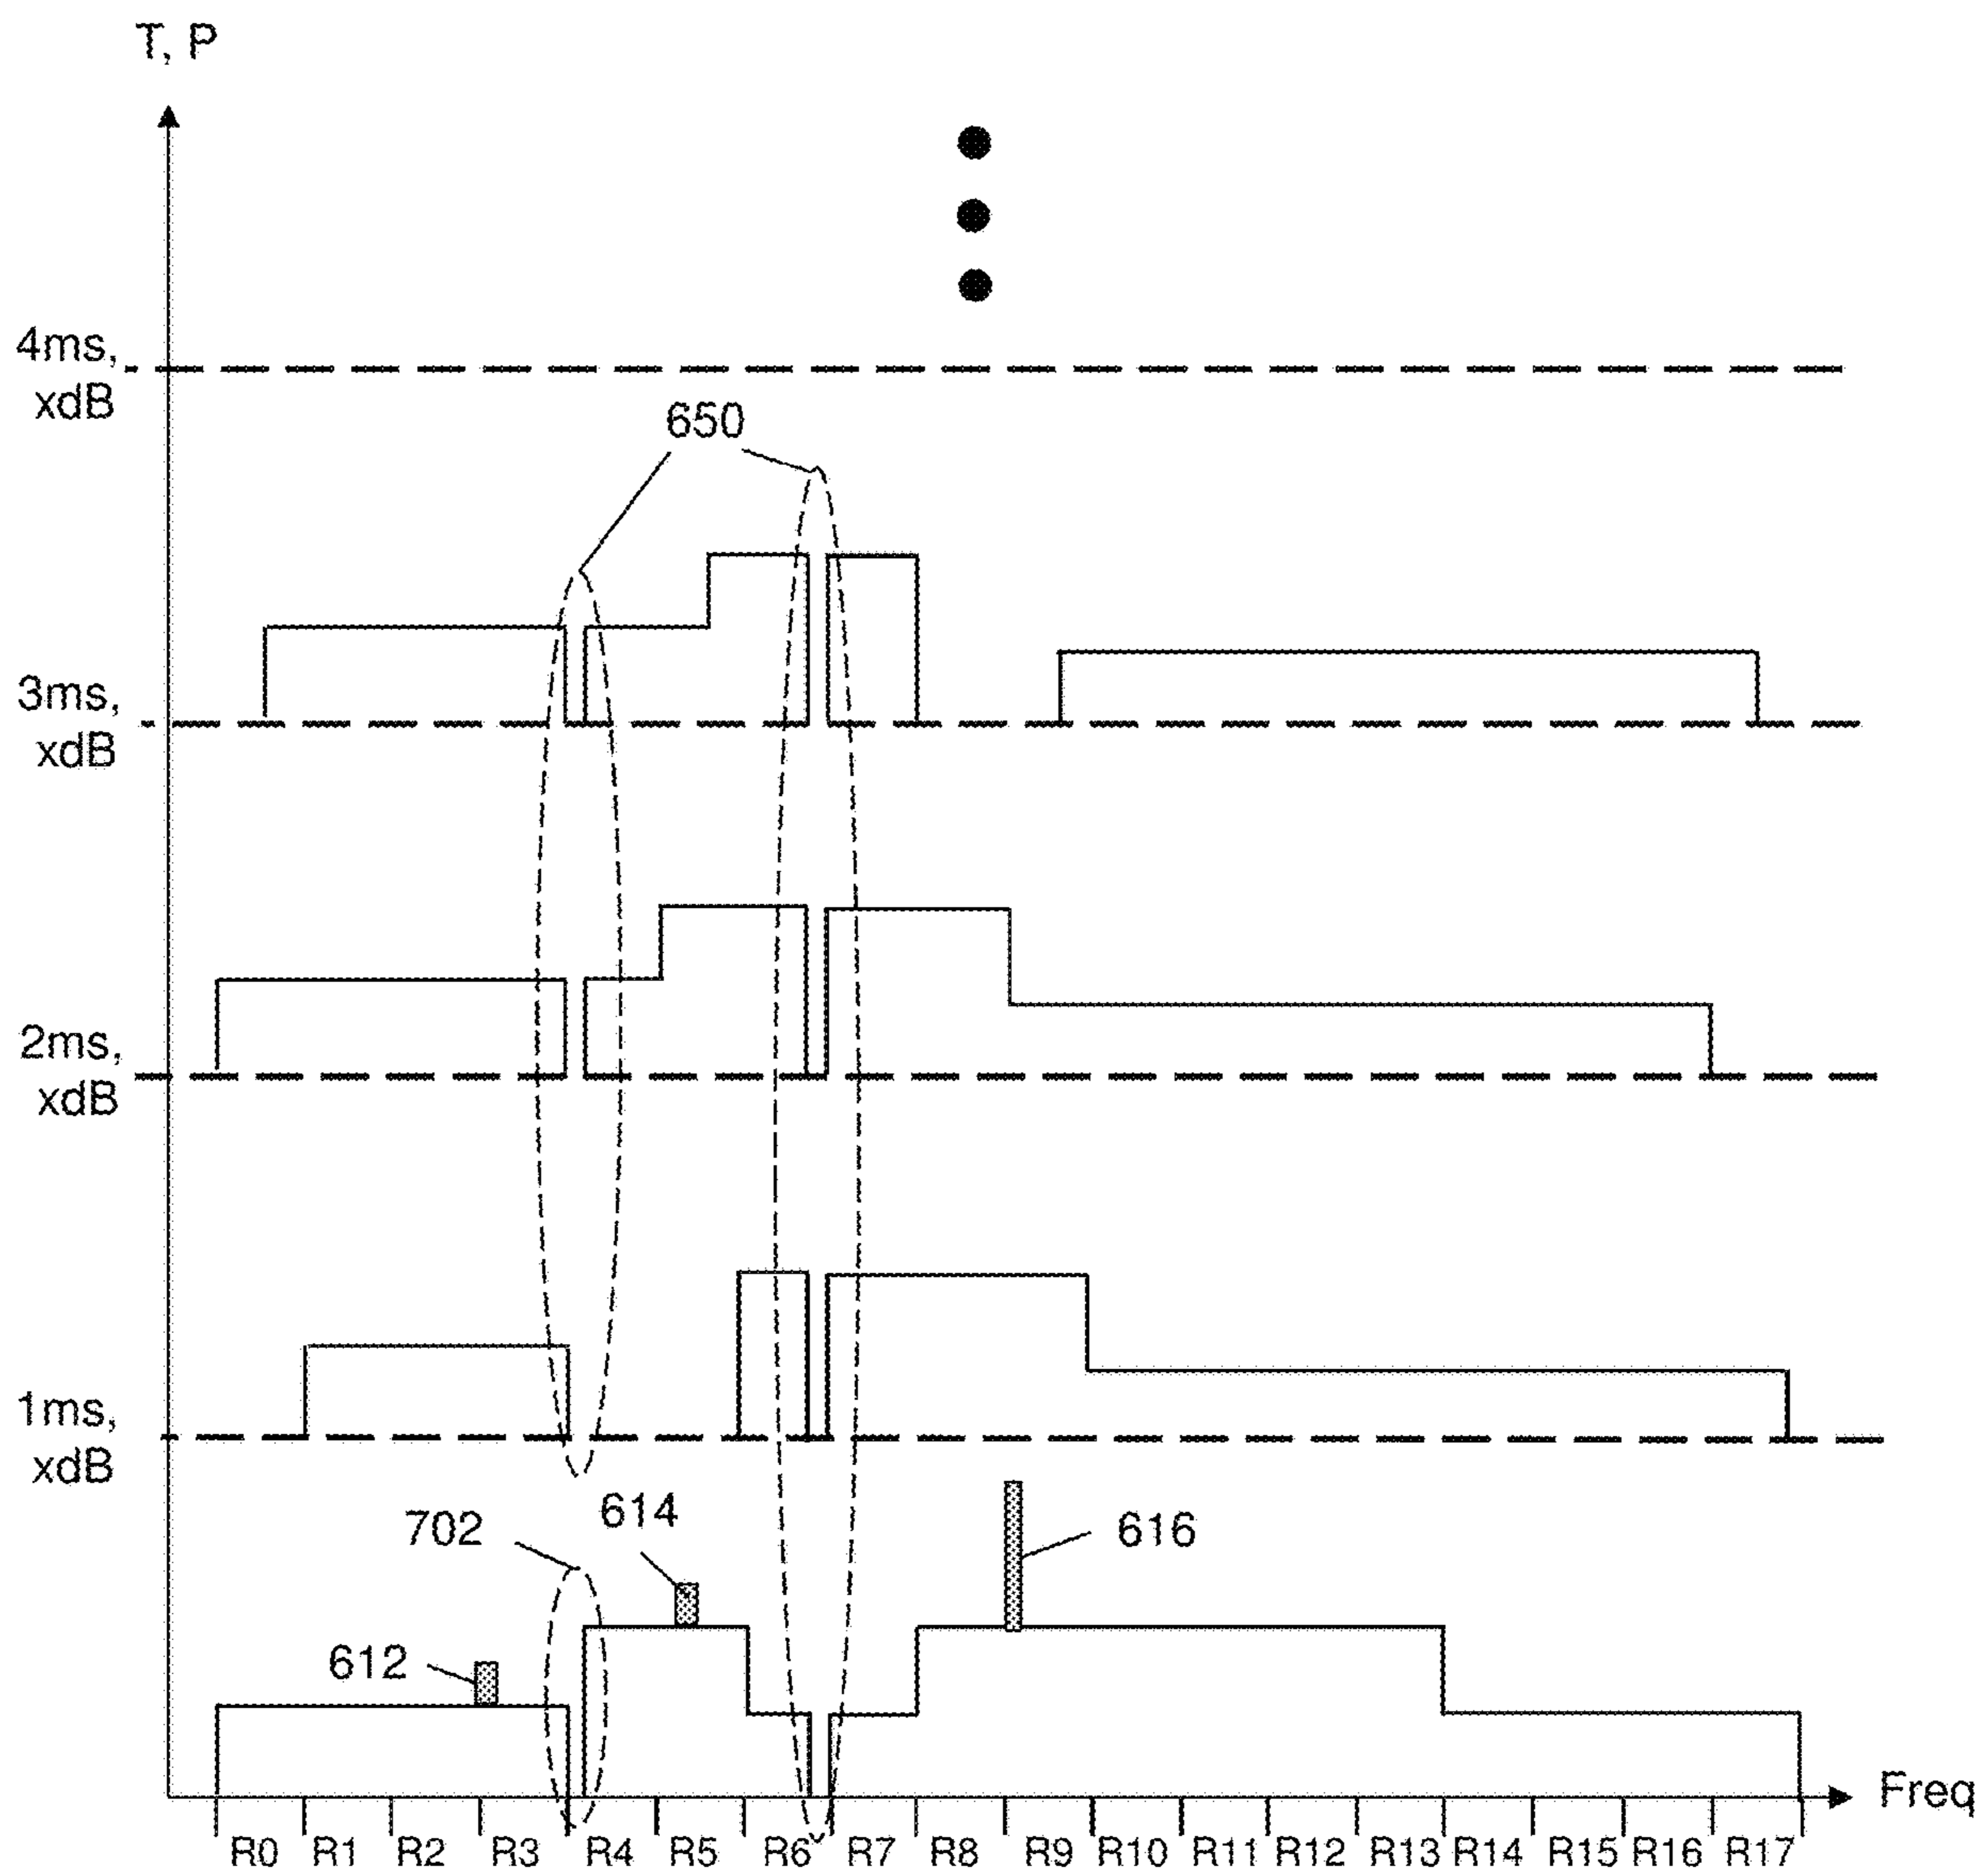 T, P
4ms,
xdB
650
3ms,
xdB
2ms,
xdB
1ms,
xdB
702
614
616
612
Freq
R0 R1 R2 R3 R4 R5 R6 R7 R8 R9 R10 R11 R12 R13 R14 R15 R16 R17